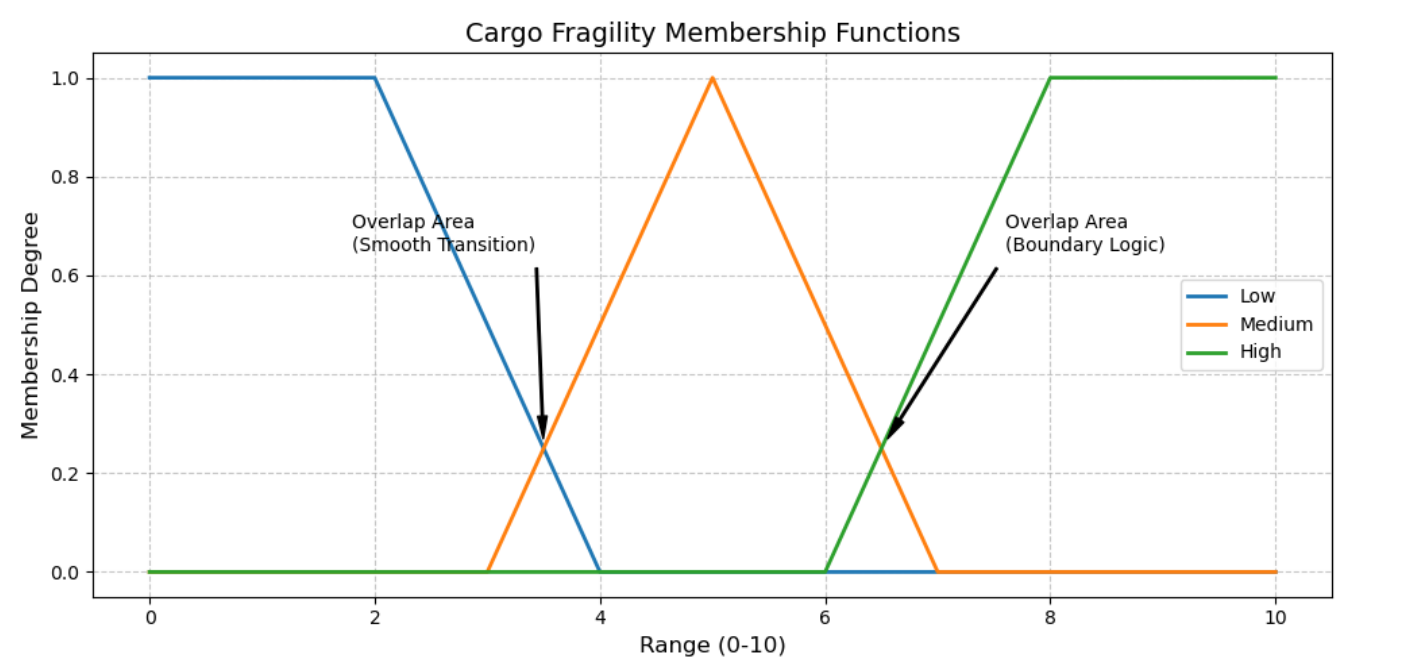 Cargo Fragility Membership Functions
Membership Degree
1.0
0.8
0.6
0.4
0.2
0.0
Overlap Area
(Smooth Transition)
Overlap Area
(Boundary Logic)
Low
Medium
High
0 2 4 6 8 10
Range (0-10)